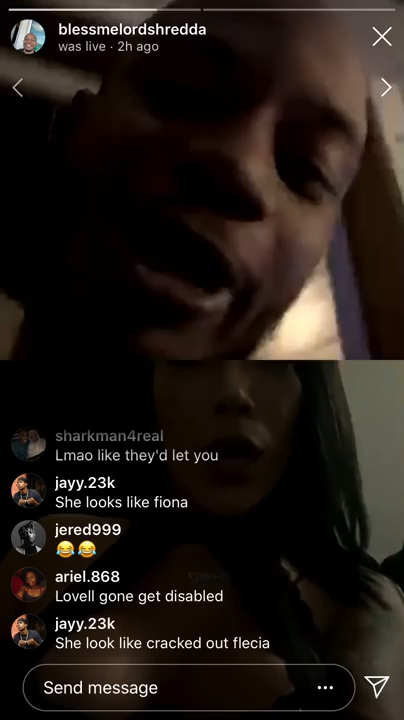 blessmelordshredda
was live · 2h ago
sharkman4real
Lmao like they'd let you
jayy.23k
She looks like fiona
jered999
😂😂
ariel.868
Lovell gone get disabled
jayy.23k
She look like cracked out flecia
Send message